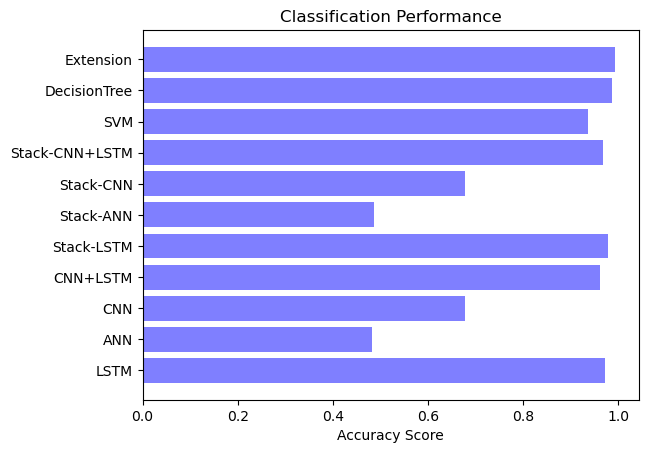 Classification Performance
Extension
DecisionTree
SVM
Stack-CNN+LSTM
Stack-CNN
Stack-ANN
Stack-LSTM
CNN+LSTM
CNN
ANN
LSTM
0.0 0.2 0.4 0.6 0.8 1.0
Accuracy Score